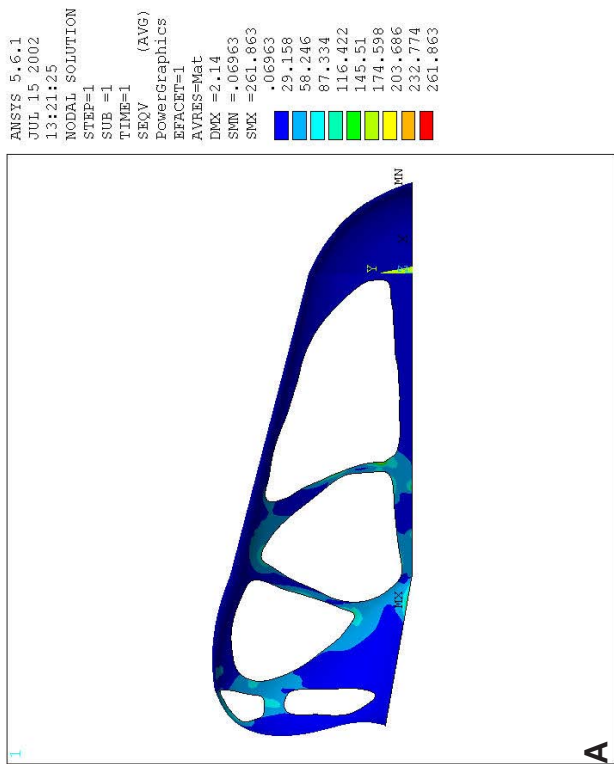 ANSYS 5.6.1
JUL 15 2002
13:21:25
NODAL SOLUTION
STEP=1
SUB =1
TIME=1
SEQV (AVG)
PowerGraphics
EFACET=1
AVRES=Mat
DMX =2.14
SMN =.06963
SMX =261.863
.06963
29.158
58.246
87.334
116.422
145.51
174.598
203.686
232.774
261.863
1
MN
Y
MX
A